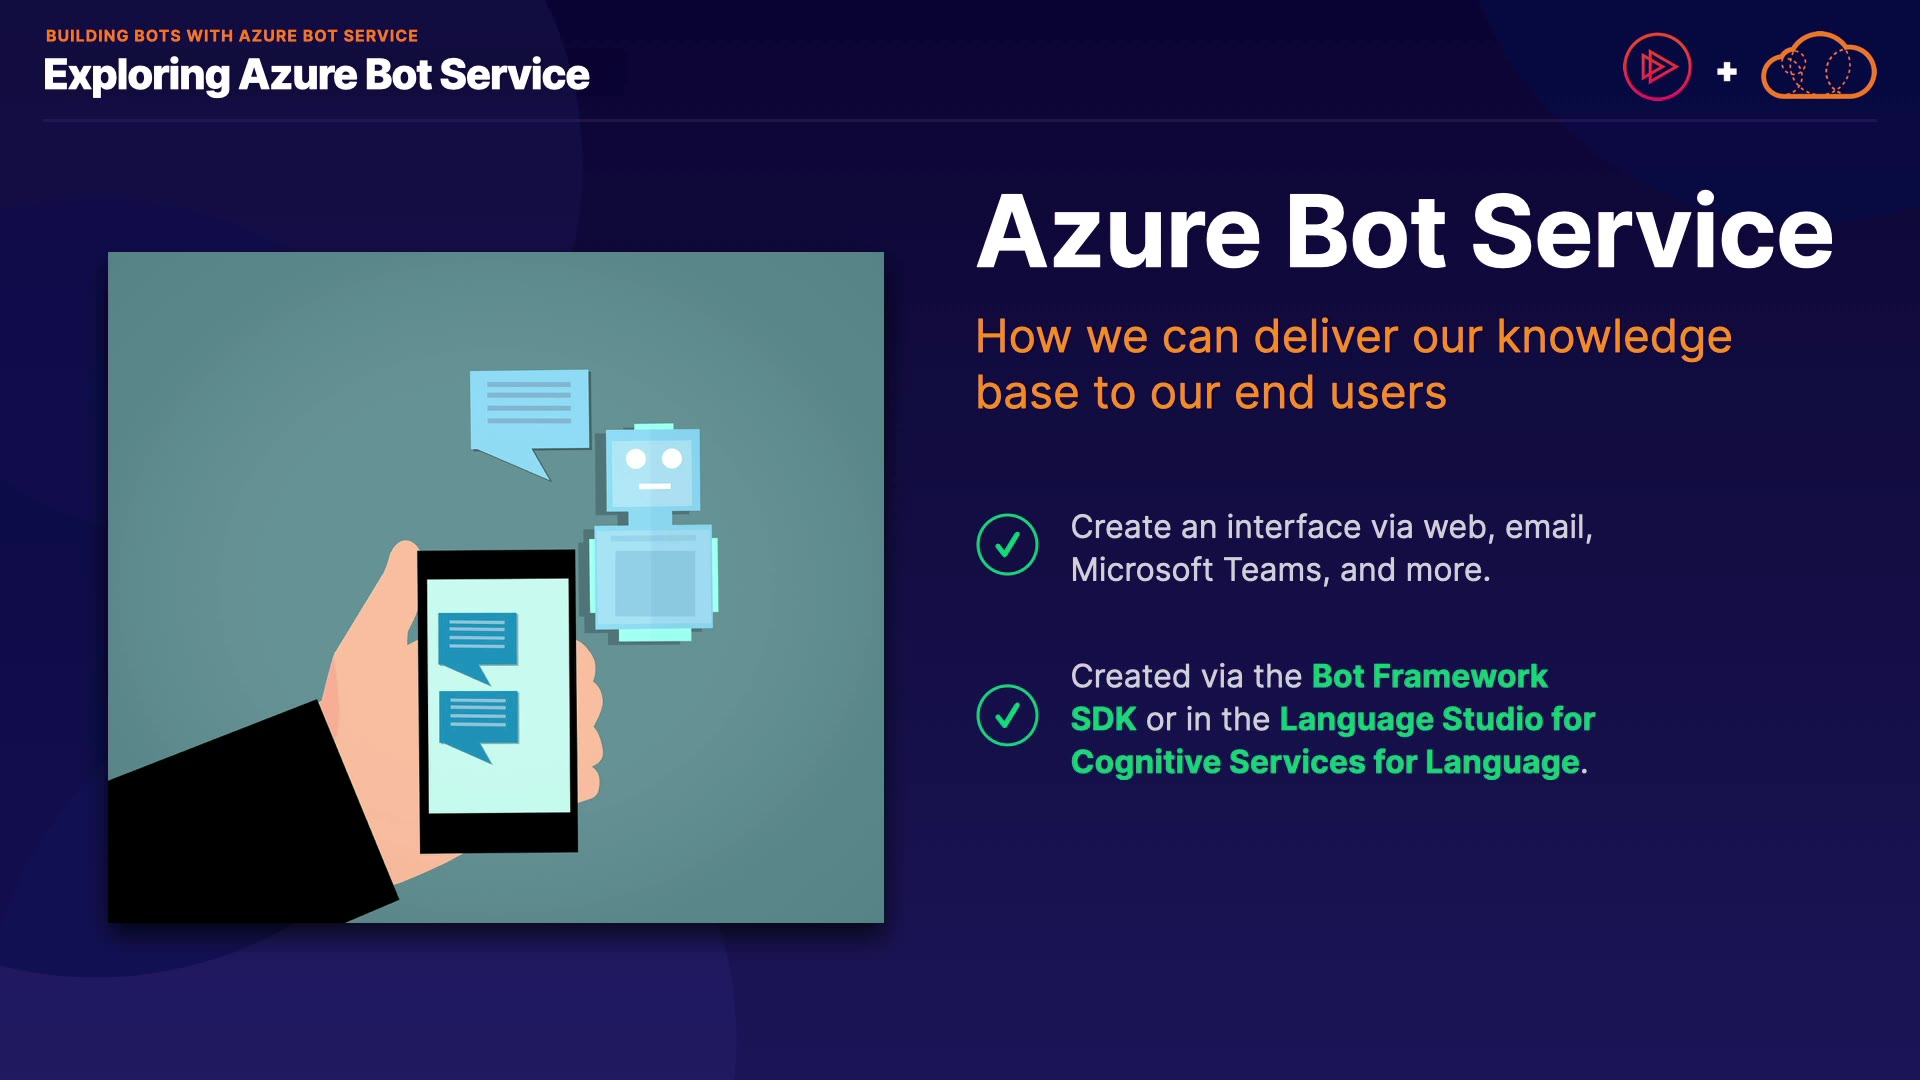 BUILDING BOTS WITH AZURE BOT SERVICE
Exploring Azure Bot Service
Azure Bot Service
How we can deliver our knowledge
base to our end users
Create an interface via web, email,
Microsoft Teams, and more.
Created via the Bot Framework
SDK or in the Language Studio for
Cognitive Services for Language.